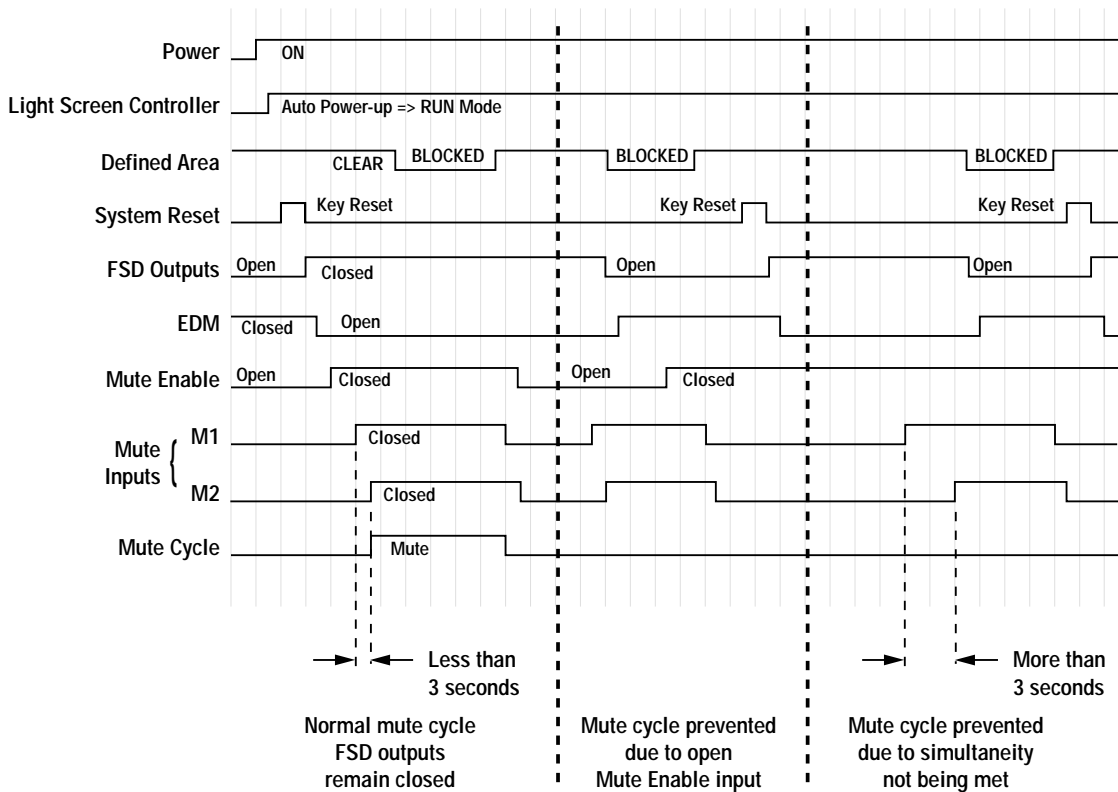 Power
ON
Light Screen Controller
Auto Power-up => RUN Mode
Defined Area
CLEAR
BLOCKED
BLOCKED
BLOCKED
System Reset
Key Reset
Key Reset
Key Reset
FSD Outputs
Open
Closed
Open
Open
EDM
Closed
Open
Mute Enable
Open
Closed
Open
Closed
Mute
Inputs
{
M1
Closed
M2
Closed
Mute Cycle
Mute
Less than
3 seconds
More than
3 seconds
Normal mute cycle
FSD outputs
remain closed
Mute cycle prevented
due to open
Mute Enable input
Mute cycle prevented
due to simultaneity
not being met